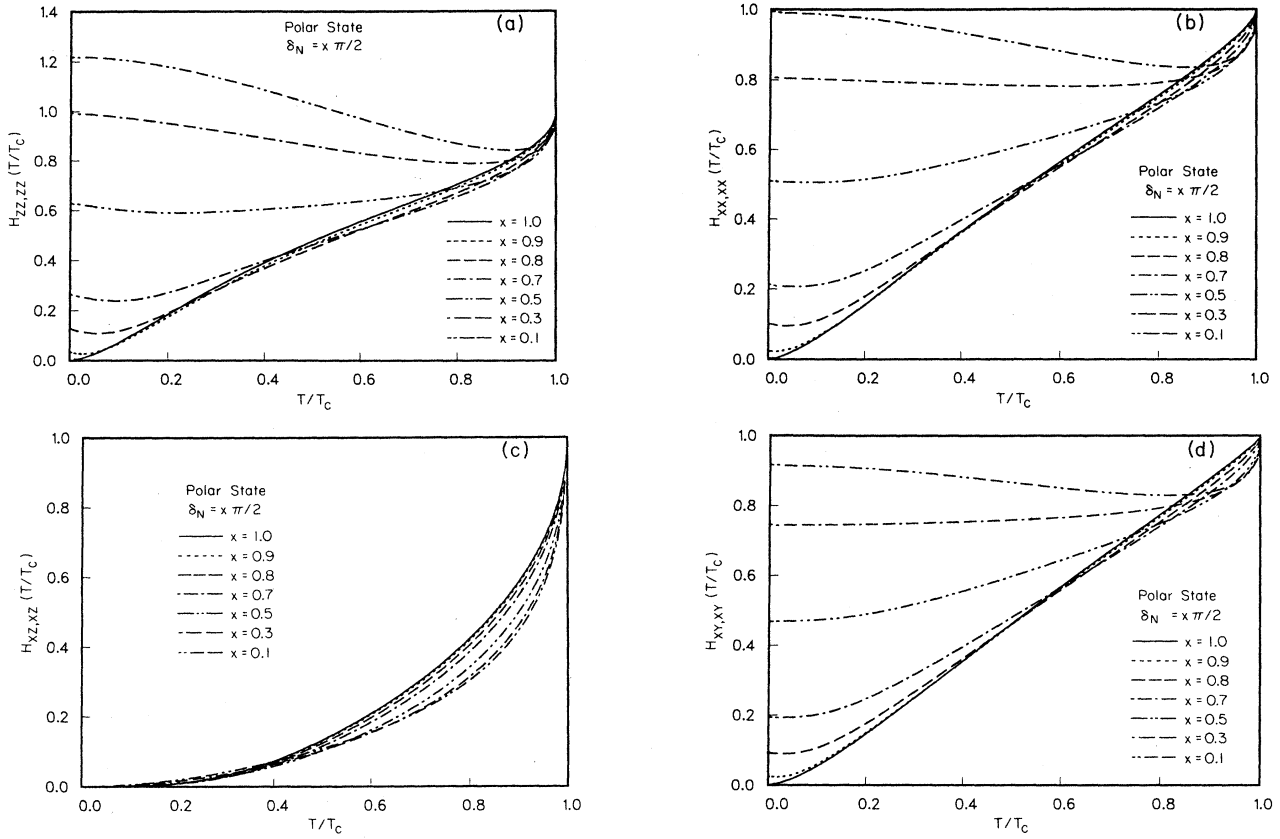 (a)
Polar State
δN = x π/2
HZZ,ZZ (T/TC)
1.4
1.2
1.0
0.8
0.6
0.4
0.2
0.0
x = 1.0
x = 0.9
x = 0.8
x = 0.7
x = 0.5
x = 0.3
x = 0.1
0.0 0.2 0.4 0.6 0.8 1.0
T/TC
(b)
HXX,XX (T/TC)
1.0
0.8
0.6
0.4
0.2
0.0
Polar State
δN = x π/2
x = 1.0
x = 0.9
x = 0.8
x = 0.7
x = 0.5
x = 0.3
x = 0.1
0.0 0.2 0.4 0.6 0.8 1.0
T/TC
(c)
Polar State
δN = x π/2
HXZ,XZ (T/TC)
1.0
0.8
0.6
0.4
0.2
0.0
x = 1.0
x = 0.9
x = 0.8
x = 0.7
x = 0.5
x = 0.3
x = 0.1
0.0 0.2 0.4 0.6 0.8 1.0
T/TC
(d)
HXY,XY (T/TC)
1.0
0.8
0.6
0.4
0.2
0.0
Polar State
δN = x π/2
x = 1.0
x = 0.9
x = 0.8
x = 0.7
x = 0.5
x = 0.3
x = 0.1
0.0 0.2 0.4 0.6 0.8 1.0
T/TC